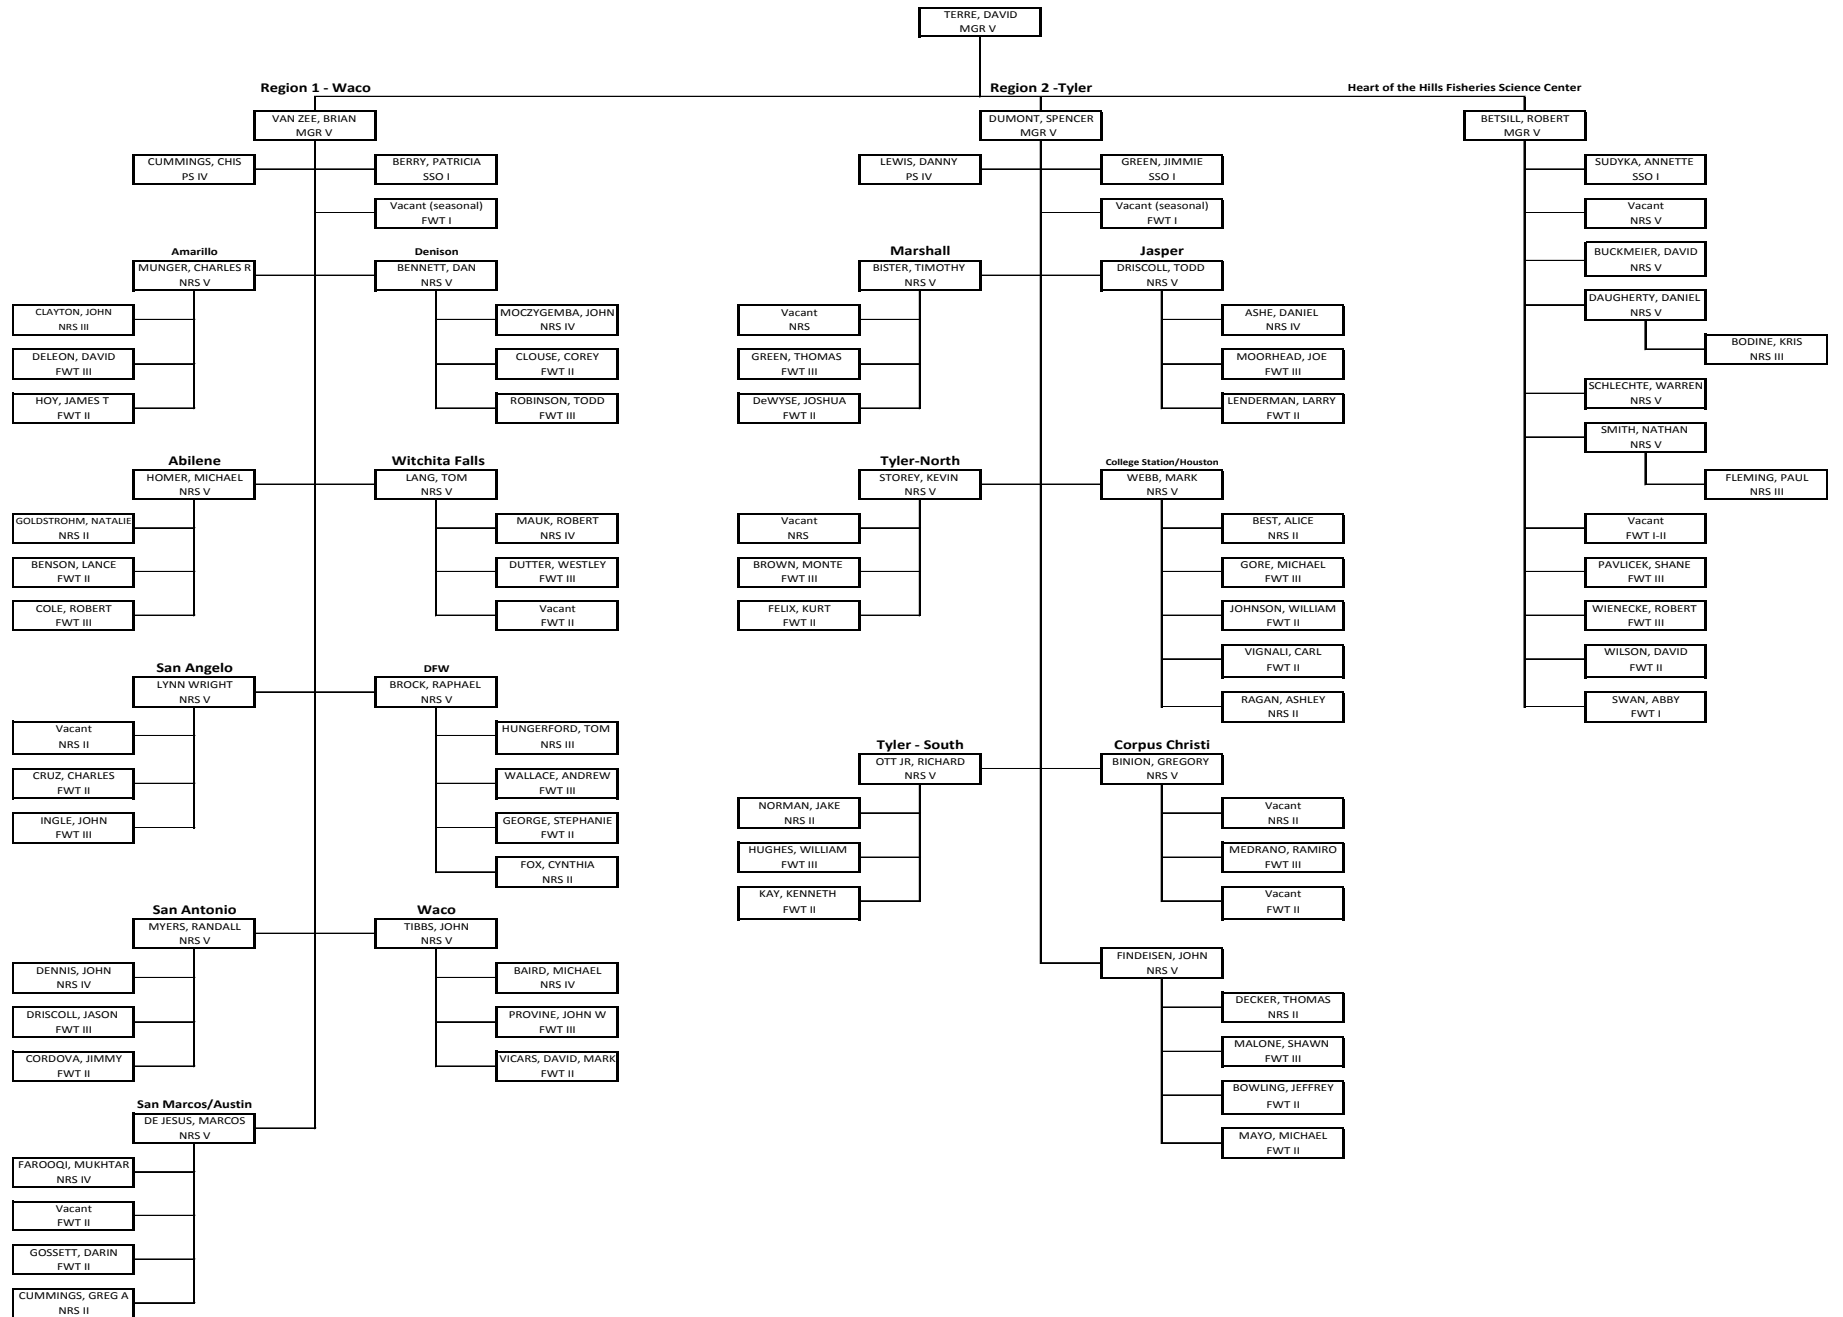 TERRE, DAVID
MGR V
Region 1 - Waco
Region 2 -Tyler
Heart of the Hills Fisheries Science Center
VAN ZEE, BRIAN
MGR V
DUMONT, SPENCER
MGR V
BETSILL, ROBERT
MGR V
CUMMINGS, CHIS
PS IV
BERRY, PATRICIA
SSO I
Vacant (seasonal)
FWT I
Amarillo
MUNGER, CHARLES R
NRS V
CLAYTON, JOHN
NRS III
DELEON, DAVID
FWT III
HOY, JAMES T
FWT II
Denison
BENNETT, DAN
NRS V
MOCZYGEMBA, JOHN
NRS IV
CLOUSE, COREY
FWT II
ROBINSON, TODD
FWT III
Abilene
HOMER, MICHAEL
NRS V
GOLDSTROHM, NATALIE
NRS II
BENSON, LANCE
FWT II
COLE, ROBERT
FWT III
Witchita Falls
LANG, TOM
NRS V
MAUK, ROBERT
NRS IV
DUTTER, WESTLEY
FWT III
Vacant
FWT II
San Angelo
LYNN WRIGHT
NRS V
Vacant
NRS II
CRUZ, CHARLES
FWT II
INGLE, JOHN
FWT III
DFW
BROCK, RAPHAEL
NRS V
HUNGERFORD, TOM
NRS III
WALLACE, ANDREW
FWT III
GEORGE, STEPHANIE
FWT II
FOX, CYNTHIA
NRS II
San Antonio
MYERS, RANDALL
NRS V
DENNIS, JOHN
NRS IV
DRISCOLL, JASON
FWT III
CORDOVA, JIMMY
FWT II
Waco
TIBBS, JOHN
NRS V
BAIRD, MICHAEL
NRS IV
PROVINE, JOHN W
FWT III
VICARS, DAVID, MARK
FWT II
San Marcos/Austin
DE JESUS, MARCOS
NRS V
FAROOQI, MUKHTAR
NRS IV
Vacant
FWT II
GOSSETT, DARIN
FWT II
CUMMINGS, GREG A
NRS II
LEWIS, DANNY
PS IV
GREEN, JIMMIE
SSO I
Vacant (seasonal)
FWT I
Marshall
BISTER, TIMOTHY
NRS V
Vacant
NRS
GREEN, THOMAS
FWT III
DeWYSE, JOSHUA
FWT II
Jasper
DRISCOLL, TODD
NRS V
ASHE, DANIEL
NRS IV
MOORHEAD, JOE
FWT III
LENDERMAN, LARRY
FWT II
Tyler-North
STOREY, KEVIN
NRS V
Vacant
NRS
BROWN, MONTE
FWT III
FELIX, KURT
FWT II
College Station/Houston
WEBB, MARK
NRS V
BEST, ALICE
NRS II
GORE, MICHAEL
FWT III
JOHNSON, WILLIAM
FWT II
VIGNALI, CARL
FWT II
RAGAN, ASHLEY
NRS II
Tyler - South
OTT JR, RICHARD
NRS V
NORMAN, JAKE
NRS II
HUGHES, WILLIAM
FWT III
KAY, KENNETH
FWT II
Corpus Christi
BINION, GREGORY
NRS V
Vacant
NRS II
MEDRANO, RAMIRO
FWT III
Vacant
FWT II
FINDEISEN, JOHN
NRS V
DECKER, THOMAS
NRS II
MALONE, SHAWN
FWT III
BOWLING, JEFFREY
FWT II
MAYO, MICHAEL
FWT II
SUDYKA, ANNETTE
SSO I
Vacant
NRS V
BUCKMEIER, DAVID
NRS V
DAUGHERTY, DANIEL
NRS V
BODINE, KRIS
NRS III
SCHLECHTE, WARREN
NRS V
SMITH, NATHAN
NRS V
FLEMING, PAUL
NRS III
Vacant
FWT I-II
PAVLICEK, SHANE
FWT III
WIENECKE, ROBERT
FWT III
WILSON, DAVID
FWT II
SWAN, ABBY
FWT I